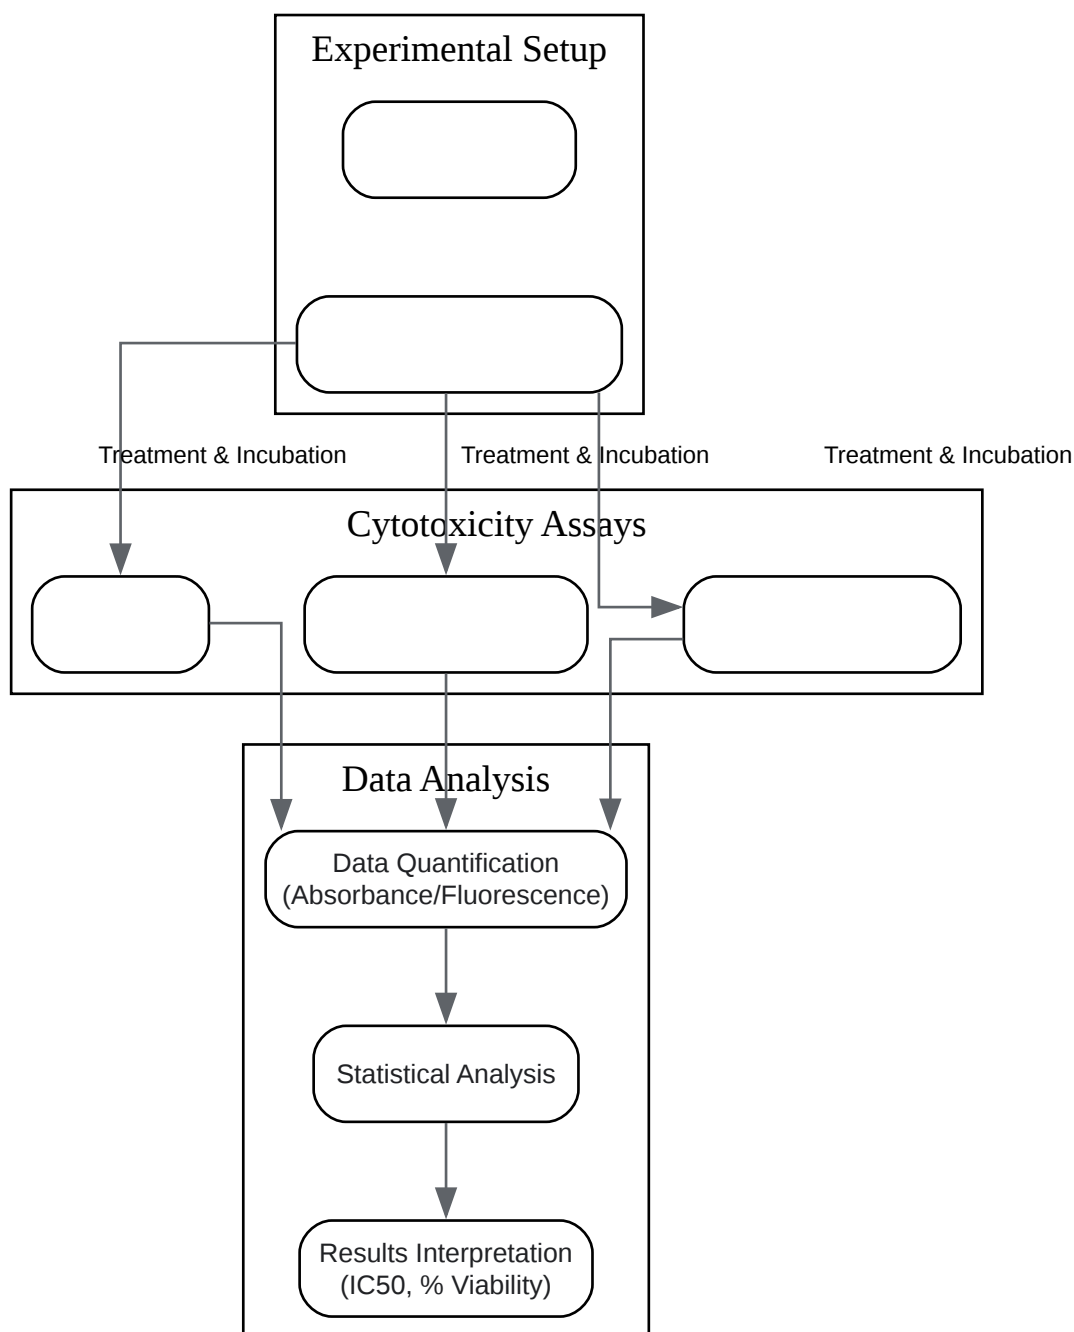 Experimental Setup
Treatment & Incubation
Treatment & Incubation
Treatment & Incubation
Cytotoxicity Assays
Data Analysis
Data Quantification
(Absorbance/Fluorescence)
Statistical Analysis
Results Interpretation
(IC50, % Viability)